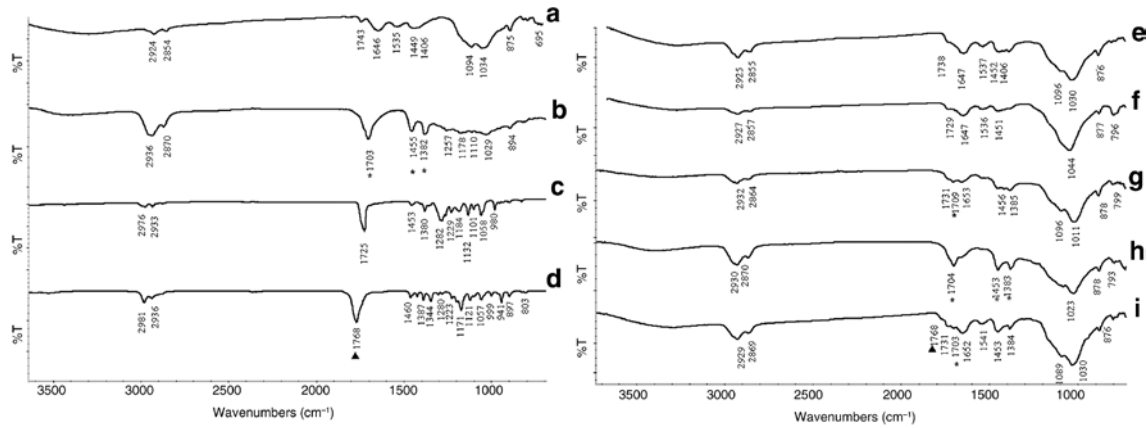 a
%T
2924 2854 1743 1646 1535 1449 1406 1094 1034 875 695
b
%T
2936 2870 *1703 1455 * 1382 * 1257 1178 1110 1029 894
c
%T
2976 2933 1725 1453 1380 1282 1229 1184 1132 1101 1058 980
d
%T
2981 2936 ▲1768 1460 1387 1344 1280 1223 1171 1121 1057 999 941 897 803
3500 3000 2500 2000 1500 1000
Wavenumbers (cm⁻¹)
e
%T
2925 2855 1738 1647 1537 1452 1406 1096 1030 876
f
%T
2927 2857 1729 1647 1536 1451 1044 877 796
g
%T
2932 2864 1731 *1709 1653 1456 1385 1096 1011 878 799
h
%T
2930 2870 *1704 *1453 *1383 1023 878 793
i
%T
2929 2869 ▲1768 1731 *1703 1652 1541 1453 1384 1089 1030 876
3500 3000 2500 2000 1500 1000
Wavenumbers (cm⁻¹)